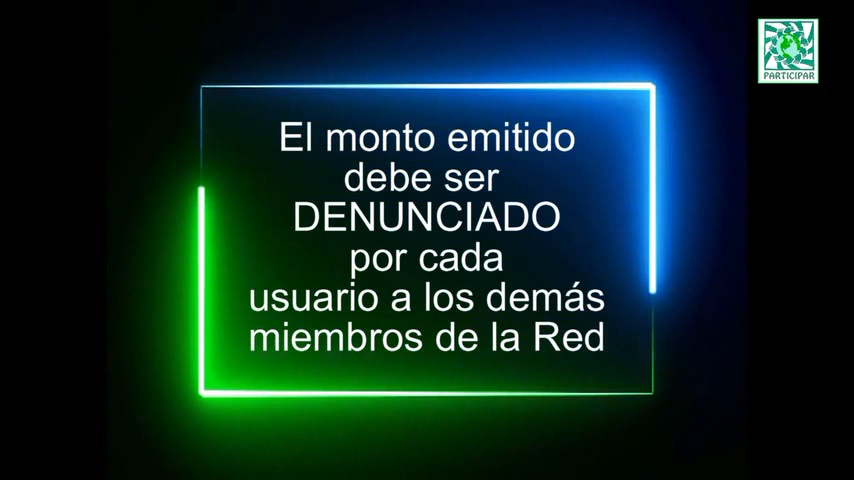 PARTICIPAR
El monto emitido
debe ser
DENUNCIADO
por cada
usuario a los demás
miembros de la Red